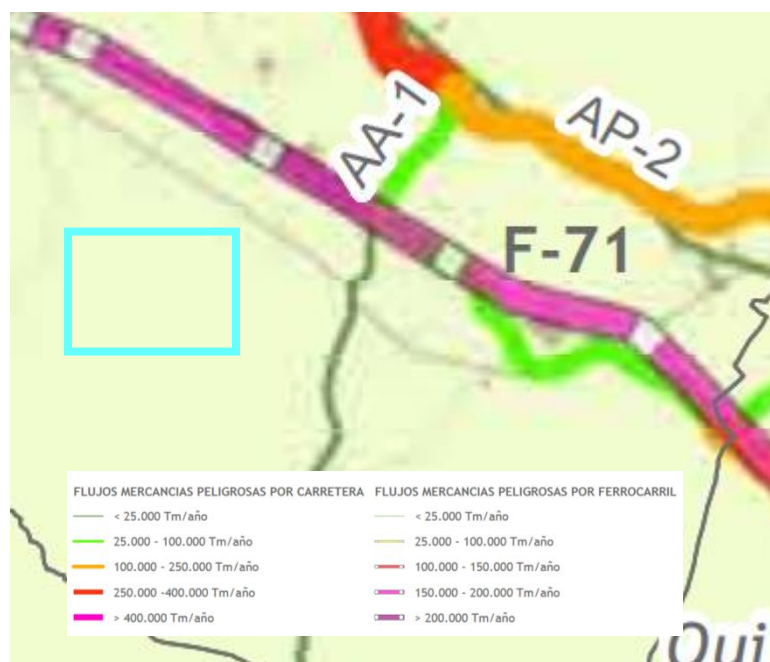 AA-1
AP-2
F-71
FLUJOS MERCANCIAS PELIGROSAS POR CARRETERA
< 25.000 Tm/año
25.000 - 100.000 Tm/año
100.000 - 250.000 Tm/año
250.000 -400.000 Tm/año
> 400.000 Tm/año
FLUJOS MERCANCIAS PELIGROSAS POR FERROCARRIL
< 25.000 Tm/año
25.000 - 100.000 Tm/año
100.000 - 150.000 Tm/año
150.000 - 200.000 Tm/año
> 200.000 Tm/año
Qui